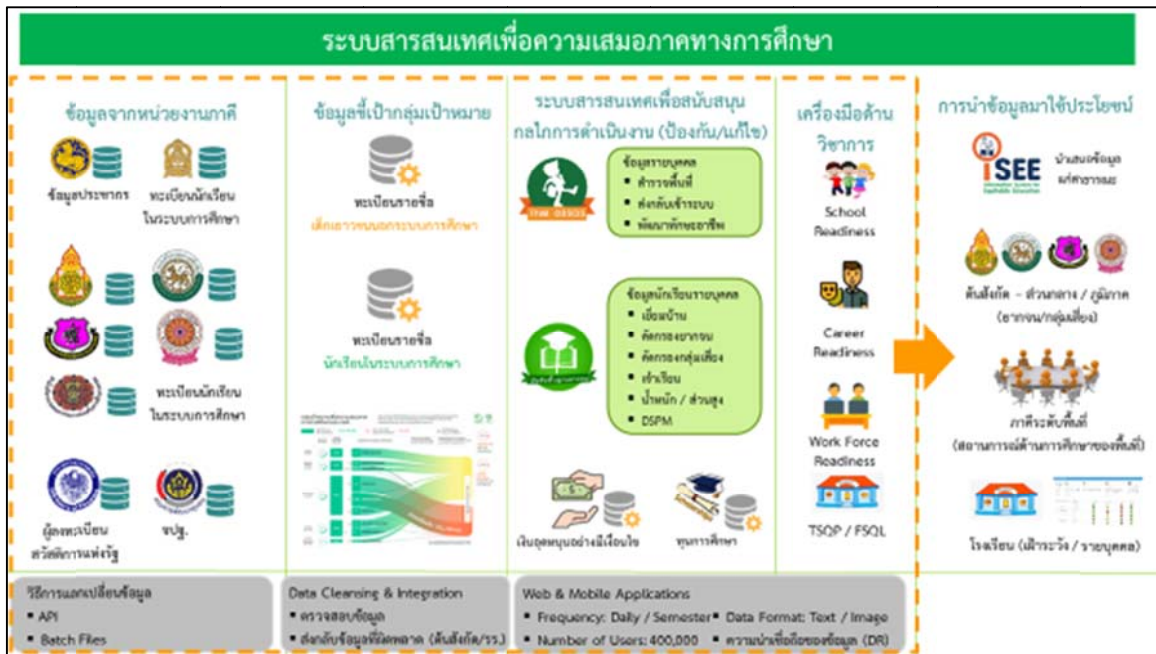 ระบบสารสนเทศเพื่อความเสมอภาคทางการศึกษา
ข้อมูลจากหน่วยงานภาคี
ข้อมูลประชากร
ทะเบียนนักเรียน
ในระบบการศึกษา
ทะเบียนนักเรียน
ในระบบการศึกษา
ผู้ลงทะเบียน
สวัสดิการแห่งรัฐ
จปฐ.
วิธีการแลกเปลี่ยนข้อมูล
▪ API
▪ Batch Files
ข้อมูลชี้เป้ากลุ่มเป้าหมาย
ทะเบียนรายชื่อ
เด็กเยาวชนนอกระบบการศึกษา
ทะเบียนรายชื่อ
นักเรียนในระบบการศึกษา
Data Cleansing & Integration
▪ ตรวจสอบข้อมูล
▪ ส่งกลับข้อมูลที่ผิดพลาด (ต้นสังกัด/รร.)
ระบบสารสนเทศเพื่อสนับสนุน
กลไกการดำเนินงาน (ป้องกัน/แก้ไข)
ข้อมูลรายบุคคล
▪ สำรวจพื้นที่
▪ ส่งกลับเข้าระบบ
▪ พัฒนาทักษะอาชีพ
ข้อมูลนักเรียนรายบุคคล
▪ เยี่ยมบ้าน
▪ คัดกรองยากจน
▪ คัดกรองกลุ่มเสี่ยง
▪ เข้าเรียน
▪ น้ำหนัก / ส่วนสูง
▪ DSPM
เงินอุดหนุนอย่างมีเงื่อนไข
ทุนการศึกษา
Web & Mobile Applications
▪ Frequency: Daily / Semester
▪ Number of Users: 400,000
▪ Data Format: Text / Image
▪ ความน่าเชื่อถือของข้อมูล (DR)
เครื่องมือด้าน
วิชาการ
School
Readiness
Career
Readiness
Work Force
Readiness
TSQP / FSQL
การนำข้อมูลมาใช้ประโยชน์
iSEE
Information System for
Equitable Education
นำเสนอข้อมูล
แก่สาธารณะ
ต้นสังกัด – ส่วนกลาง / ภูมิภาค
(ยากจน/กลุ่มเสี่ยง)
ภาคีระดับพื้นที่
(สถานการณ์ด้านการศึกษาของพื้นที่)
โรงเรียน (เฝ้าระวัง / รายบุคคล)